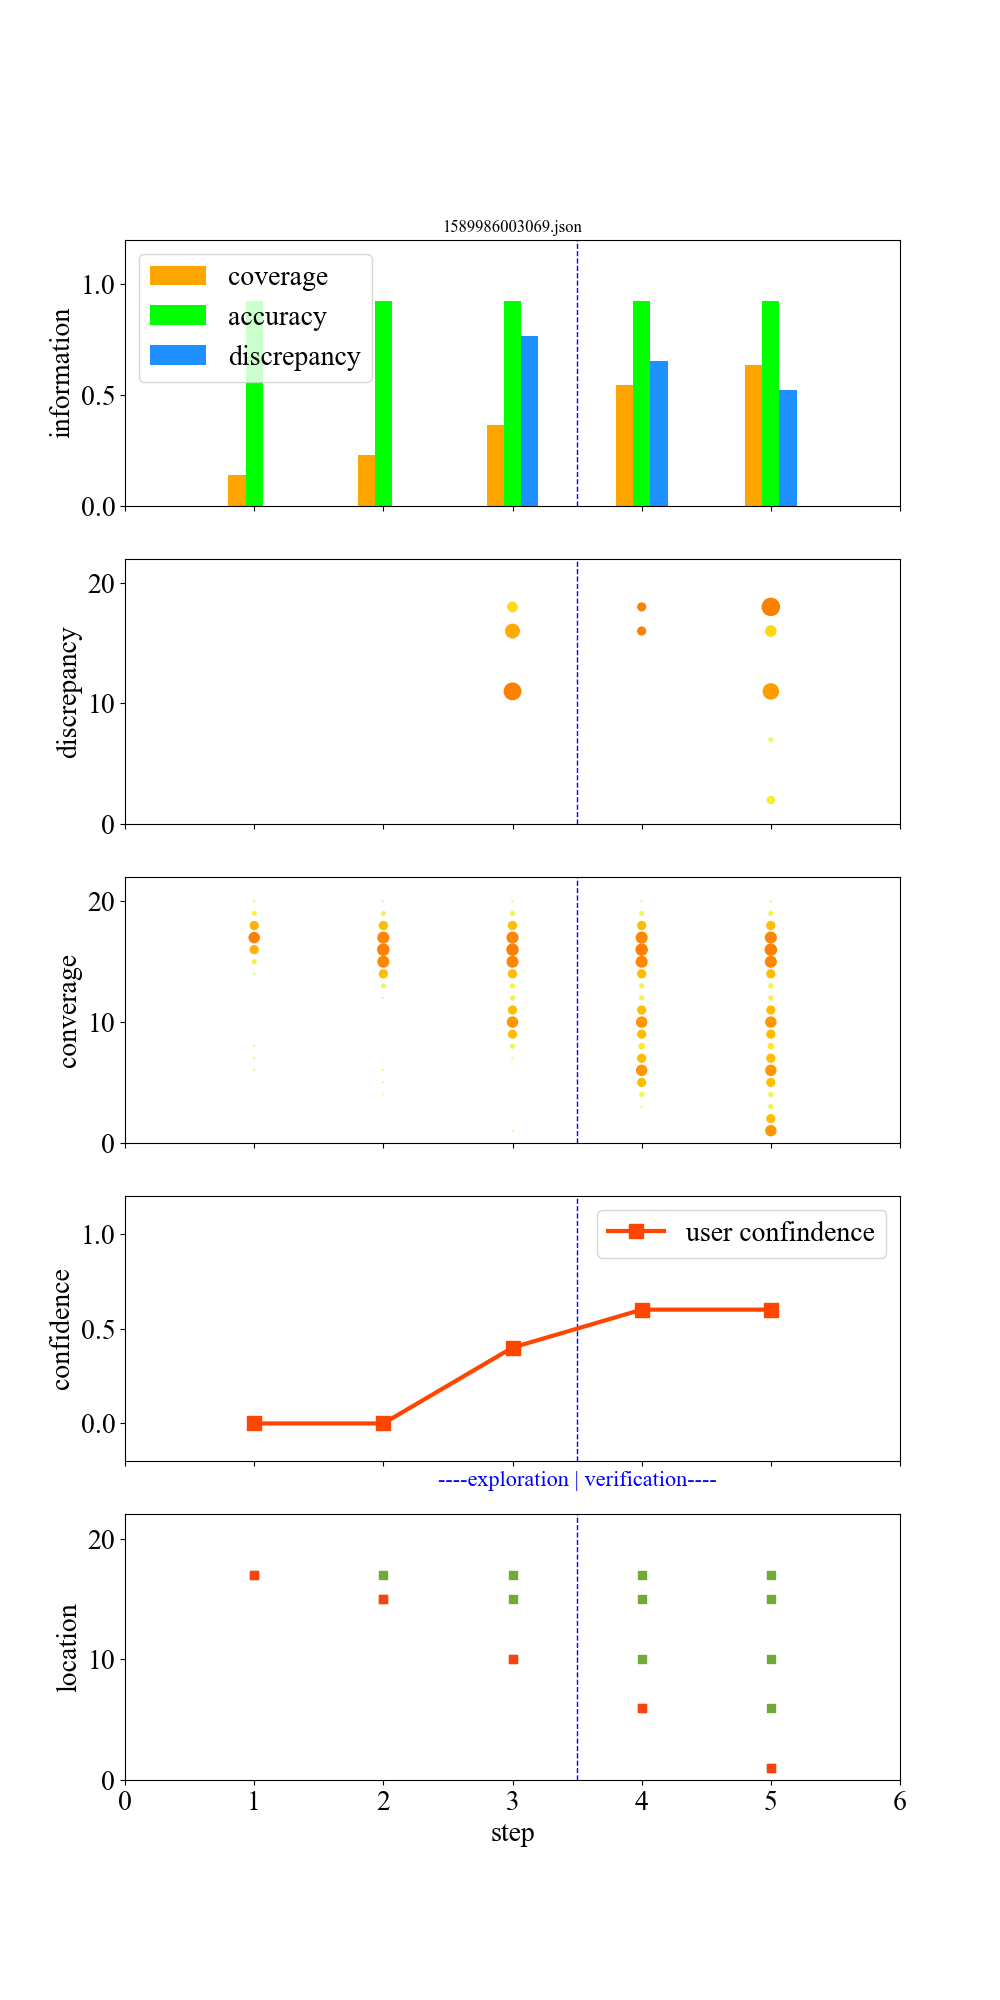 1589986003069.json
coverage
accuracy
discrepancy
information
1.0
0.5
0.0
discrepancy
20
10
0
converage
20
10
0
user confindence
confidence
1.0
0.5
0.0
----exploration | verification----
location
20
10
0
0 1 2 3 4 5 6
step